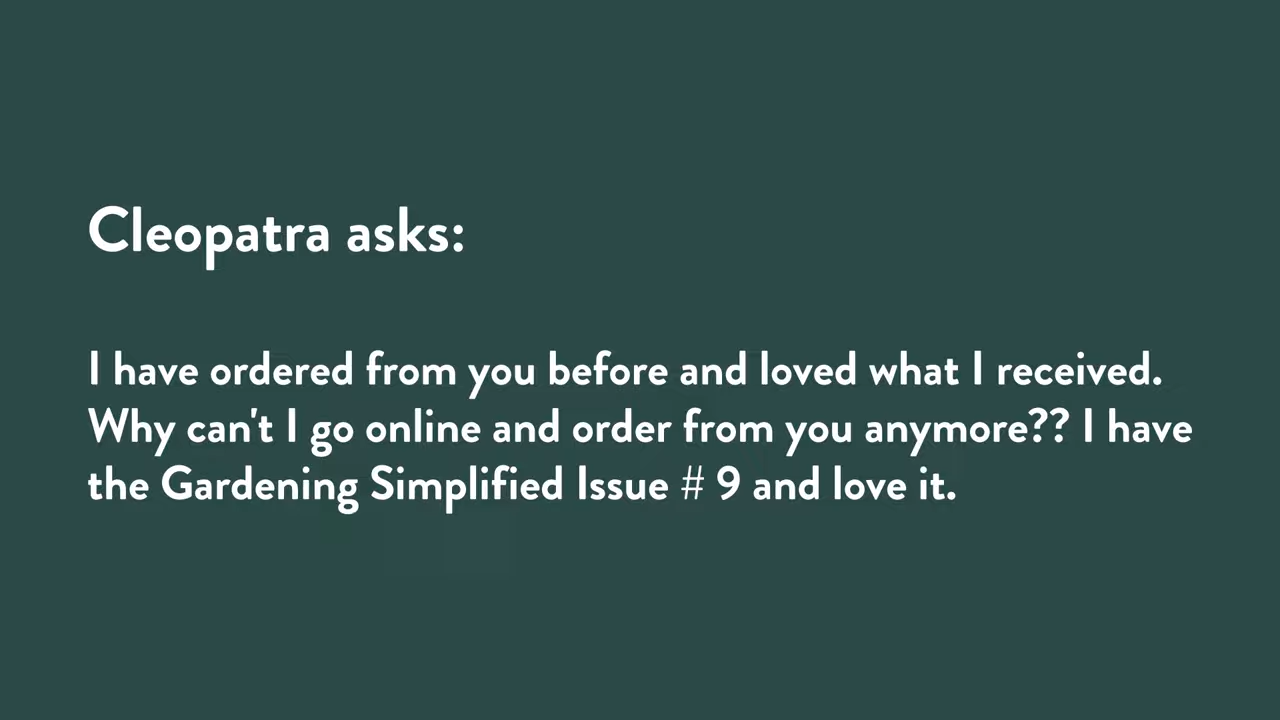 Cleopatra asks:
I have ordered from you before and loved what I received.
Why can't I go online and order from you anymore?? I have
the Gardening Simplified Issue # 9 and love it.